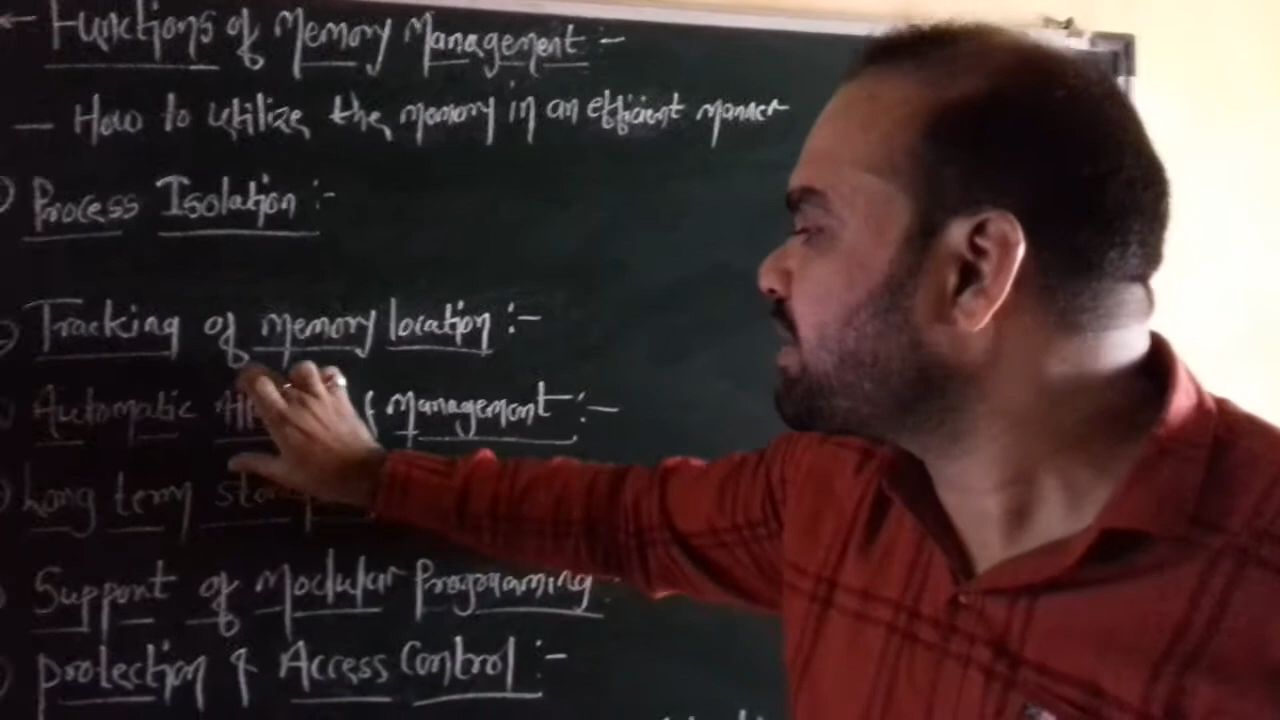 Functions of Memory Management :-
— How to utilize the memory in an efficient manner
Process Isolation :-
Tracking of memory location :-
Automatic & Management :-
Long term
Support of Modular Programing :-
Protection & Access Control :-